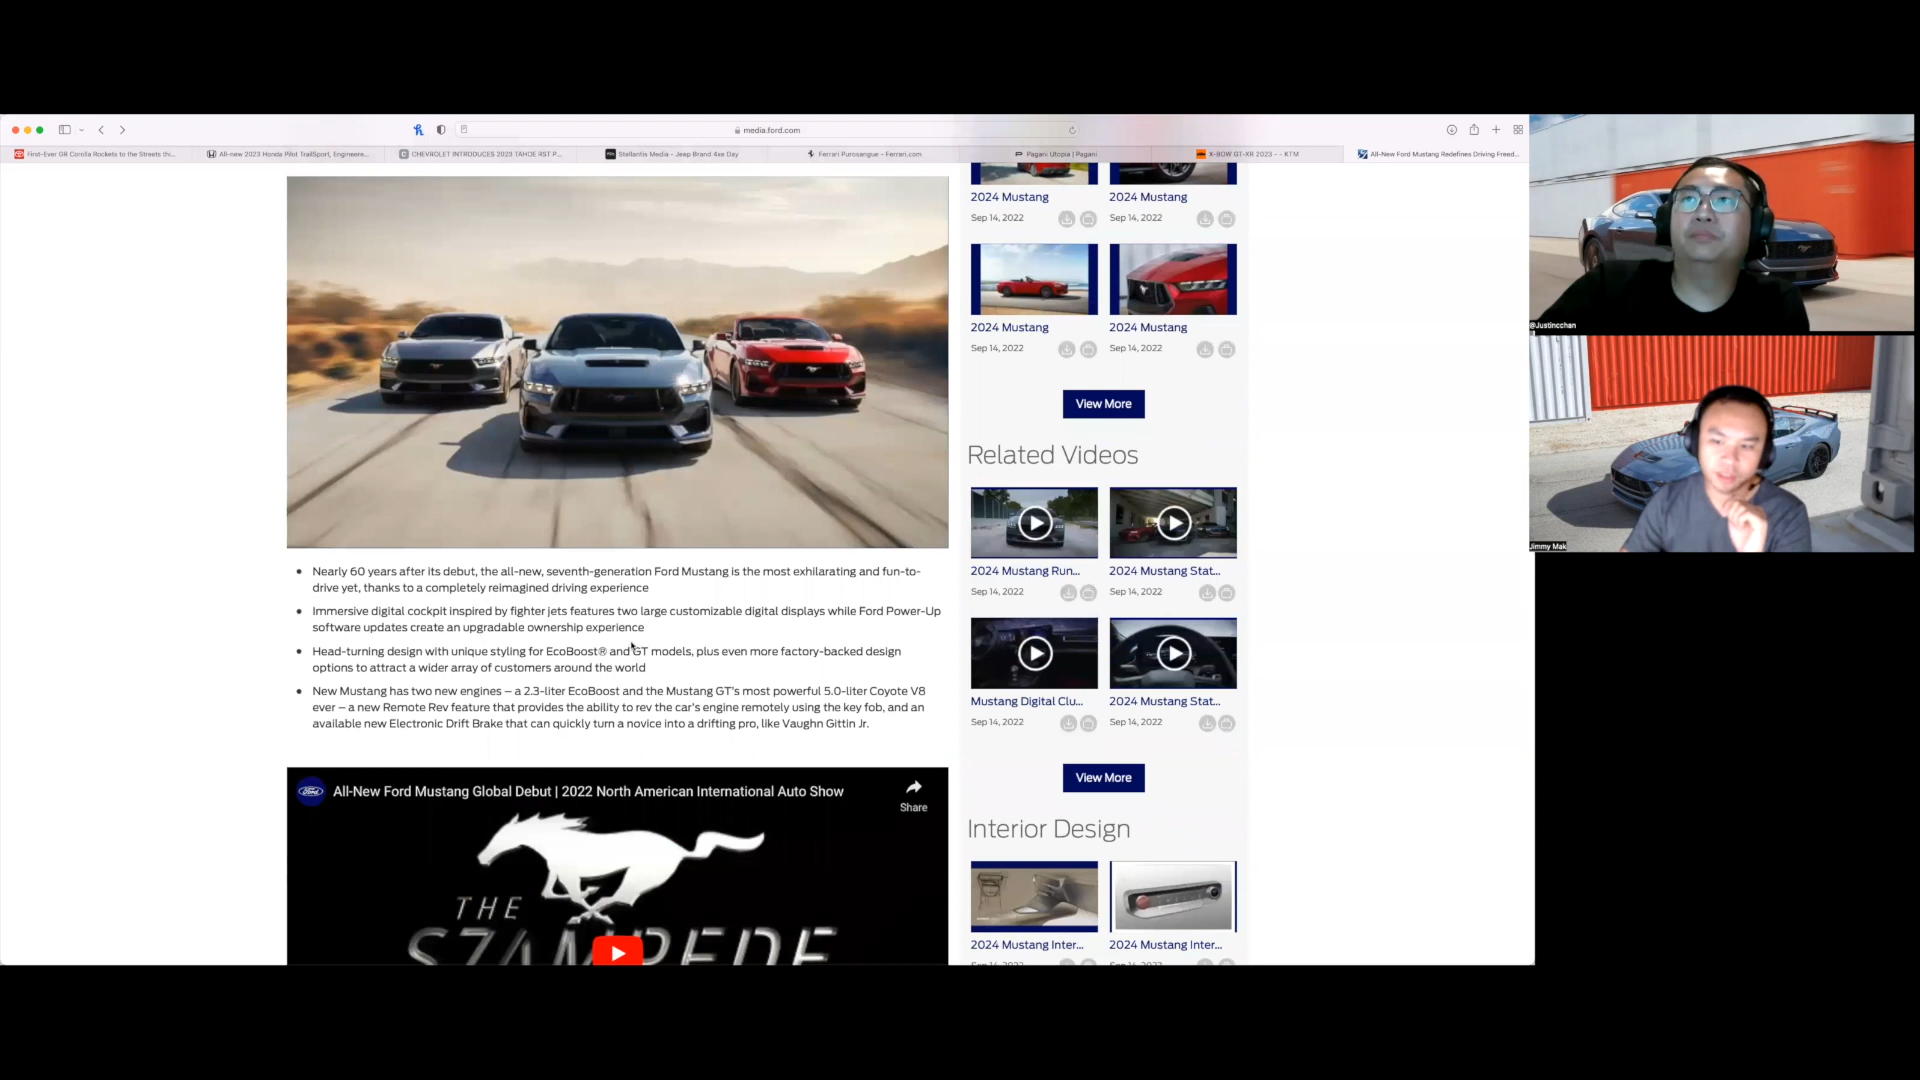 media.ford.com
First-Ever GR Corolla Rockets to the Streets thi...
All-new 2023 Honda Pilot TrailSport, Engineere...
CHEVROLET INTRODUCES 2023 TAHOE RST P...
Stellantis Media - Jeep Brand 4xe Day
Ferrari Purosangue - Ferrari.com
Pagani Utopia | Pagani
X-BOW GT-XR 2023 - - KTM
All-New Ford Mustang Redefines Driving Freed...
2024 Mustang
2024 Mustang
Sep 14, 2022
Sep 14, 2022
2024 Mustang
2024 Mustang
Sep 14, 2022
Sep 14, 2022
View More
Related Videos
2024 Mustang Run...
2024 Mustang Stat...
Sep 14, 2022
Sep 14, 2022
Mustang Digital Clu...
2024 Mustang Stat...
Sep 14, 2022
Sep 14, 2022
View More
Interior Design
2024 Mustang Inter...
2024 Mustang Inter...
Sep 14, 2022
Sep 14, 2022
Nearly 60 years after its debut, the all-new, seventh-generation Ford Mustang is the most exhilarating and fun-to-
drive yet, thanks to a completely reimagined driving experience
Immersive digital cockpit inspired by fighter jets features two large customizable digital displays while Ford Power-Up
software updates create an upgradable ownership experience
Head-turning design with unique styling for EcoBoost® and GT models, plus even more factory-backed design
options to attract a wider array of customers around the world
New Mustang has two new engines – a 2.3-liter EcoBoost and the Mustang GT's most powerful 5.0-liter Coyote V8
ever – a new Remote Rev feature that provides the ability to rev the car's engine remotely using the key fob, and an
available new Electronic Drift Brake that can quickly turn a novice into a drifting pro, like Vaughn Gittin Jr.
Ford
All-New Ford Mustang Global Debut | 2022 North American International Auto Show
Share
THE
STAMPEDE
@Justincchan
Jimmy Mak